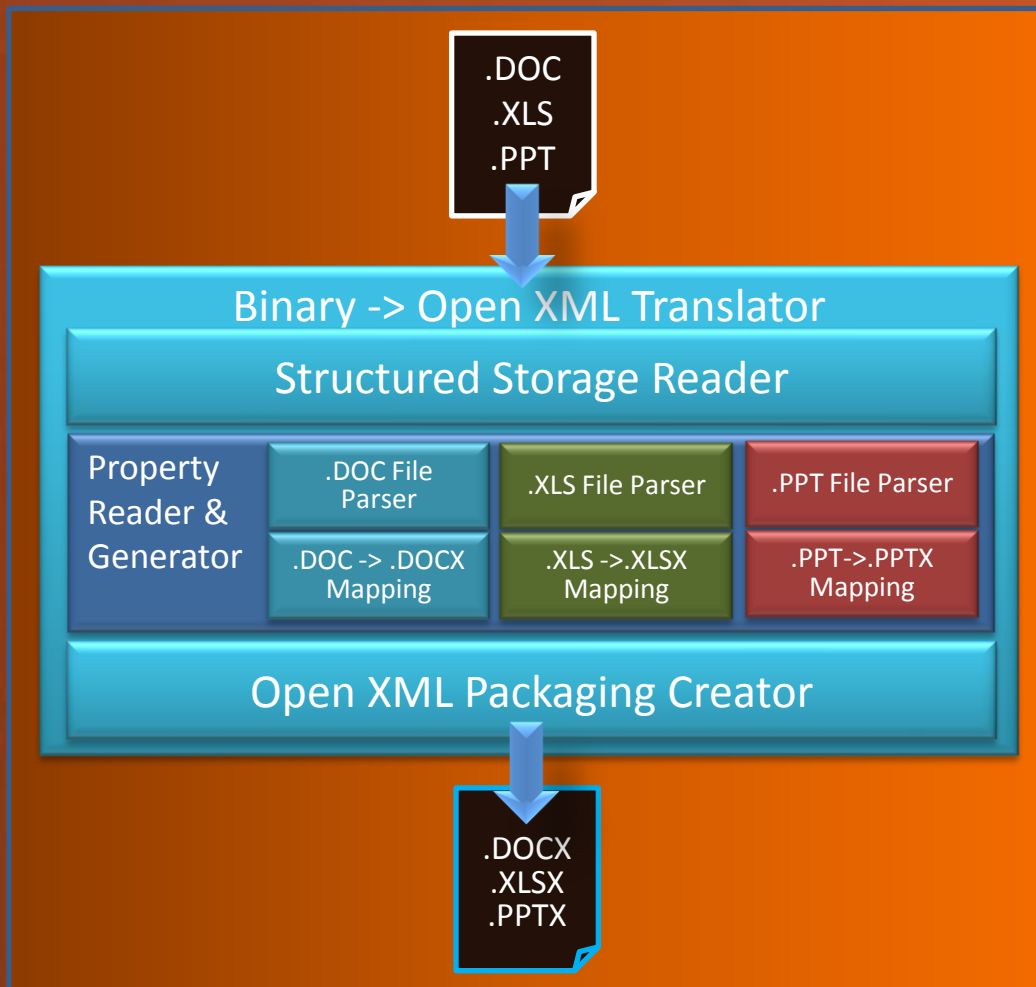 .DOC
.XLS
.PPT
Binary -> Open XML Translator
Structured Storage Reader
Property
Reader &
Generator
.DOC File
Parser
.XLS File Parser
.PPT File Parser
.DOC -> .DOCX
Mapping
.XLS ->.XLSX
Mapping
.PPT->.PPTX
Mapping
Open XML Packaging Creator
.DOCX
.XLSX
.PPTX